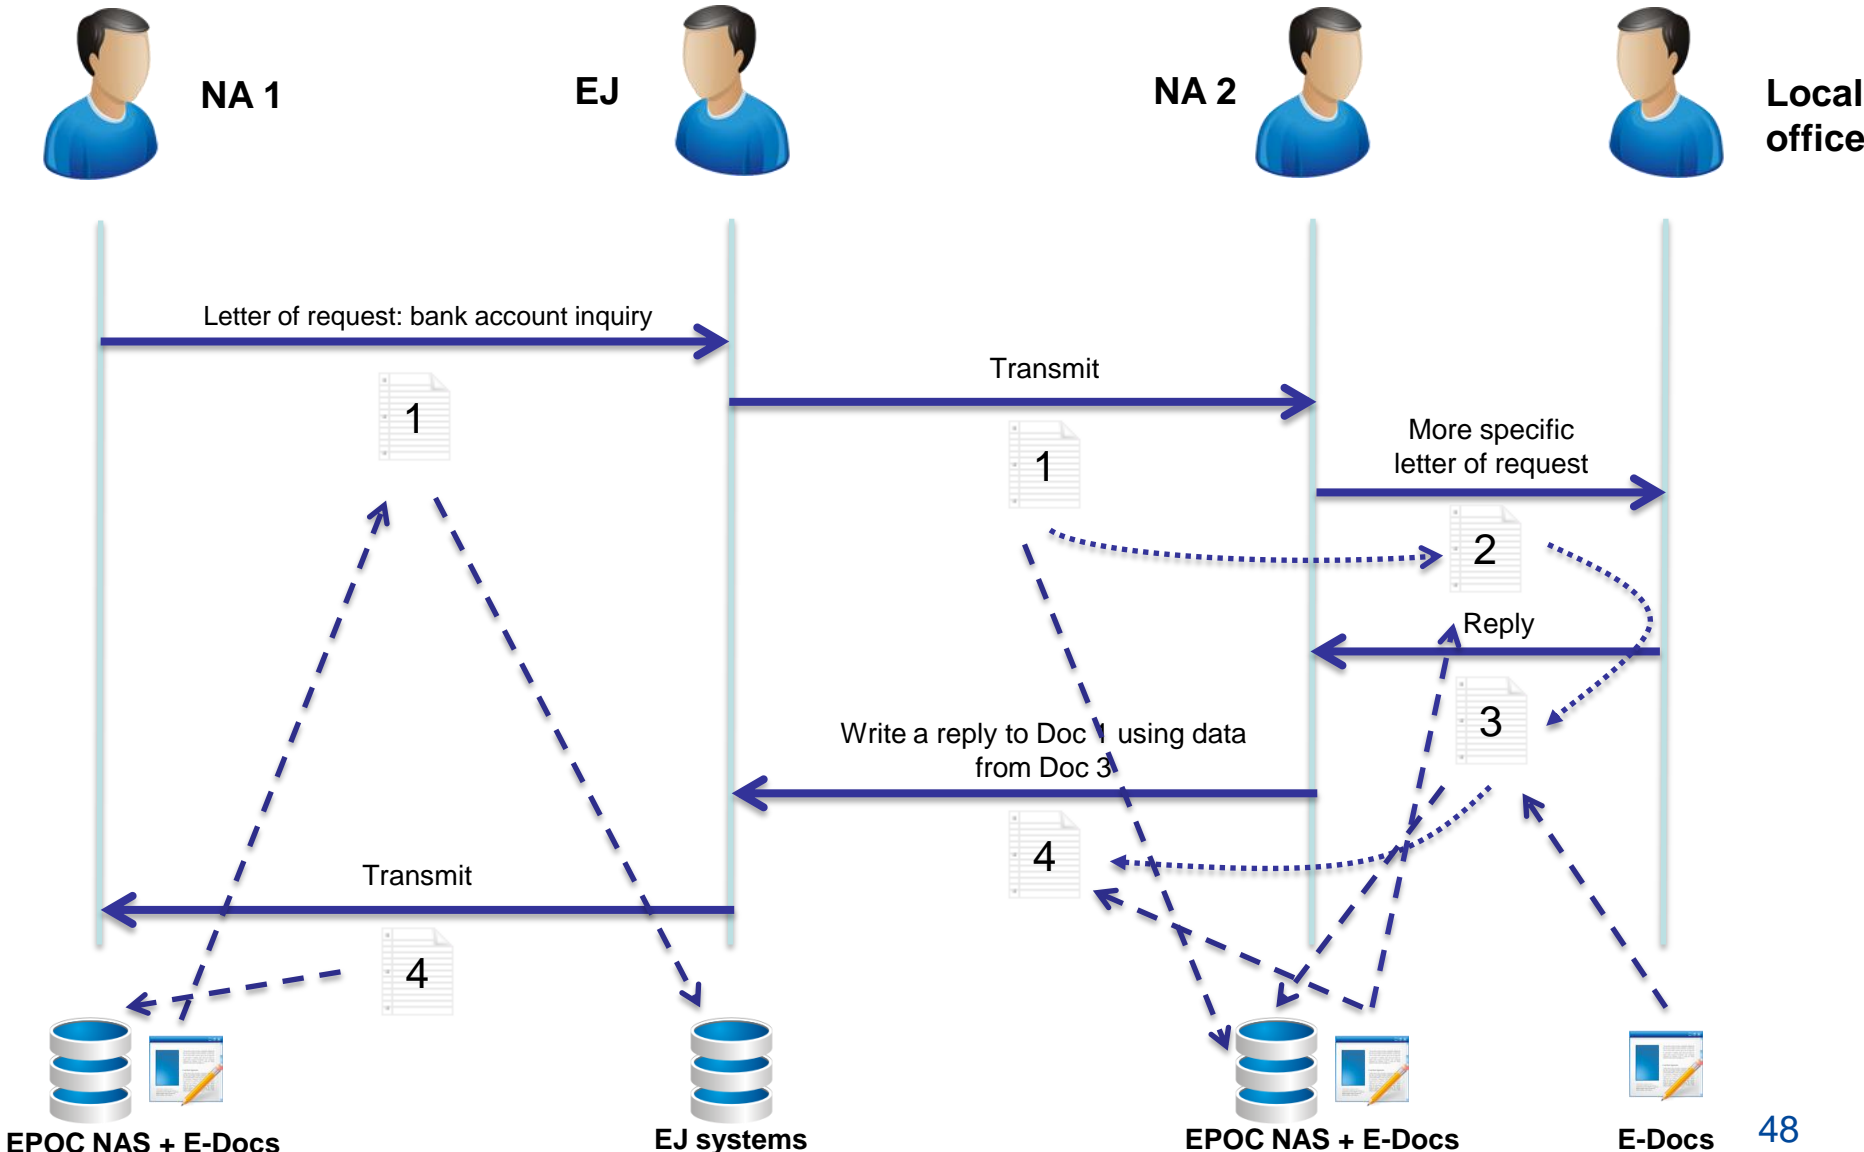 NA 1
EJ
NA 2
Local
office
Letter of request: bank account inquiry
1
Transmit
1
More specific
letter of request
2
Reply
3
Write a reply to Doc 1 using data
from Doc 3
4
Transmit
4
EPOC NAS + E-Docs
EJ systems
EPOC NAS + E-Docs
E-Docs
48